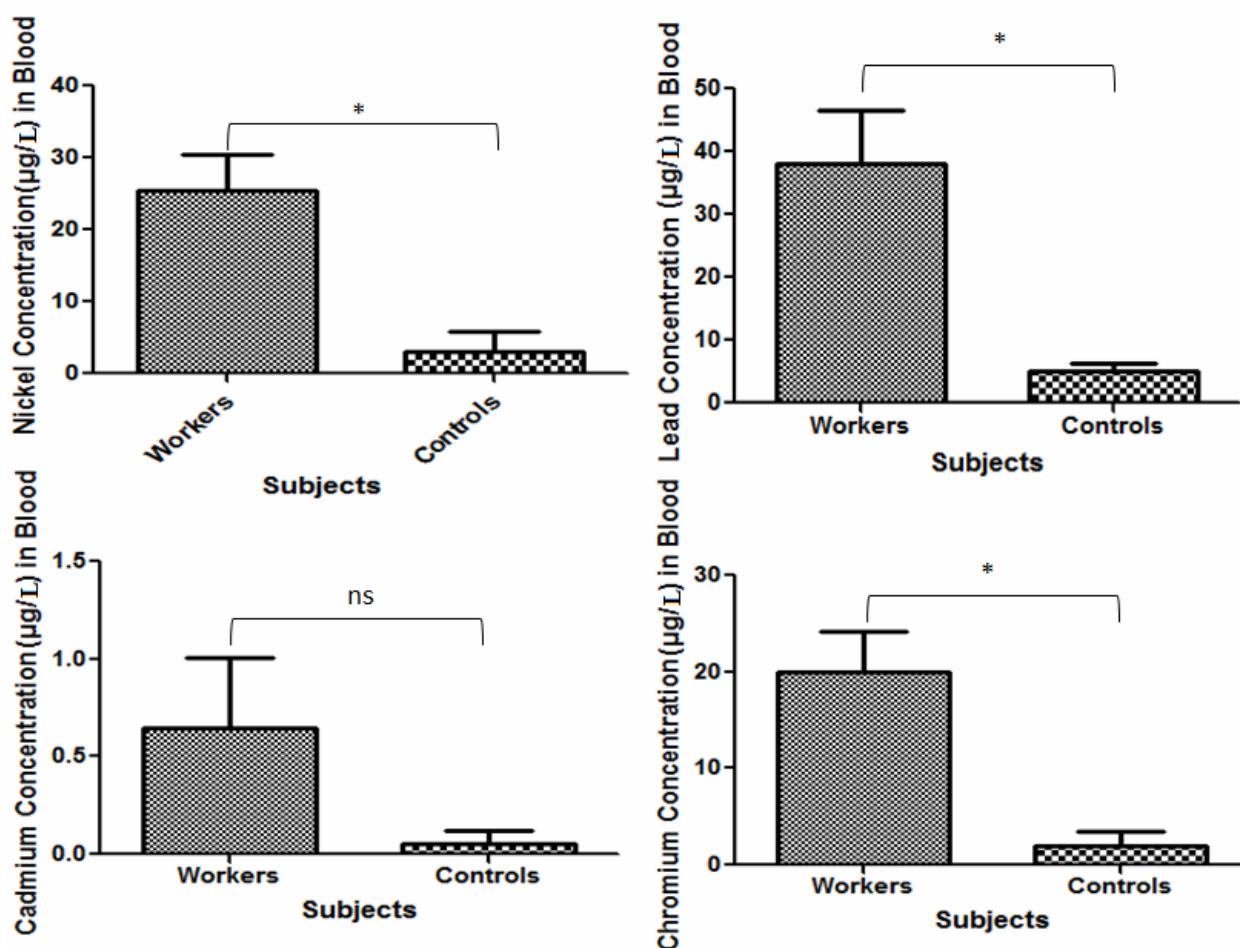 Nickel Concentration(µg/L) in Blood
40
30
20
10
0
*
Workers
Controls
Subjects
Lead Concentration (µg/L) in Blood
50
40
30
20
10
0
*
Workers
Controls
Subjects
Cadmium Concentration(µg/L) in Blood
1.5
1.0
0.5
0.0
ns
Workers
Controls
Subjects
Chromium Concentration(µg/L) in Blood
30
20
10
0
*
Workers
Controls
Subjects